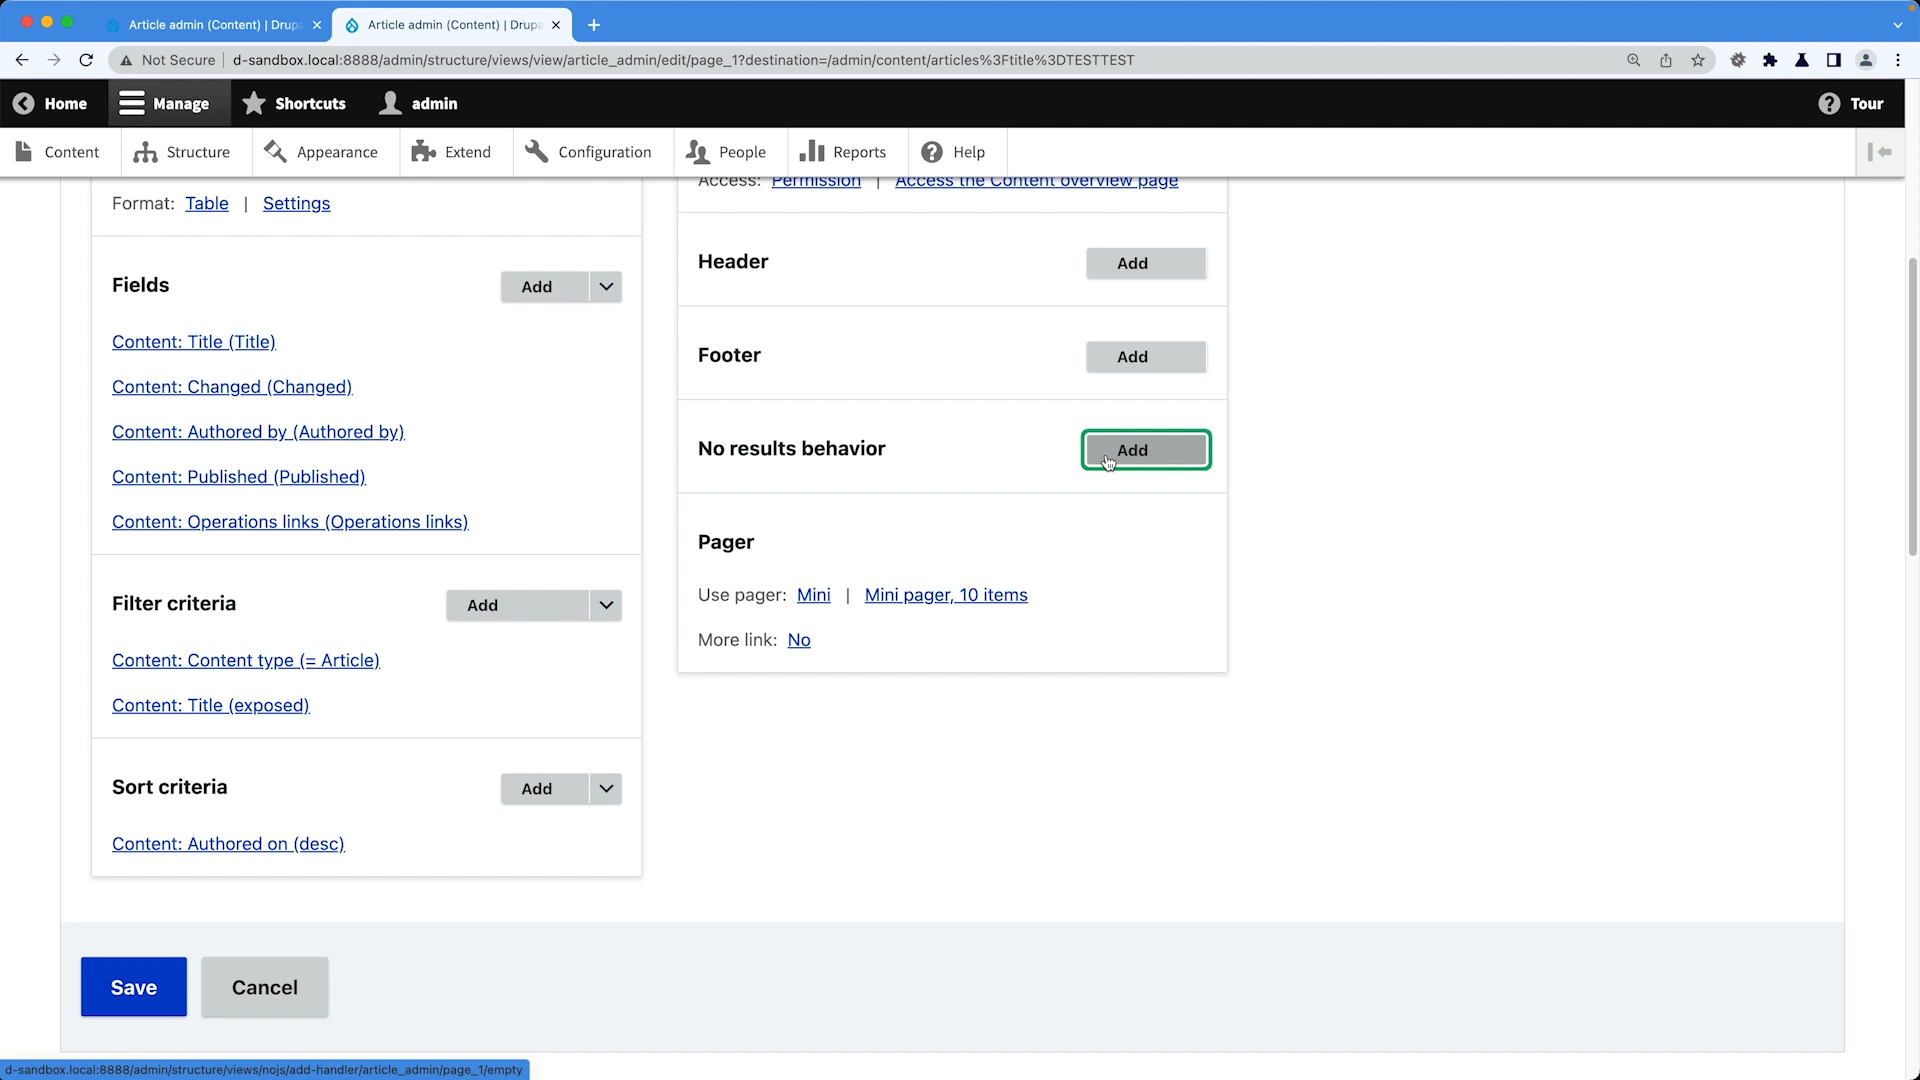 Article admin (Content) | Drup
Article admin (Content) | Drup
Not Secure
d-sandbox.local:8888/admin/structure/views/view/article_admin/edit/page_1?destination=/admin/content/articles%3Ftitle%3DTESTTEST
Home
Manage
Shortcuts
admin
Tour
Content
Structure
Appearance
Extend
Configuration
People
Reports
Help
Format: Table | Settings
Fields
Add
Content: Title (Title)
Content: Changed (Changed)
Content: Authored by (Authored by)
Content: Published (Published)
Content: Operations links (Operations links)
Filter criteria
Add
Content: Content type (= Article)
Content: Title (exposed)
Sort criteria
Add
Content: Authored on (desc)
Access: Permission | Access the Content overview page
Header
Add
Footer
Add
No results behavior
Add
Pager
Use pager: Mini | Mini pager, 10 items
More link: No
Save
Cancel
d-sandbox.local:8888/admin/structure/views/nojs/add-handler/article_admin/page_1/empty